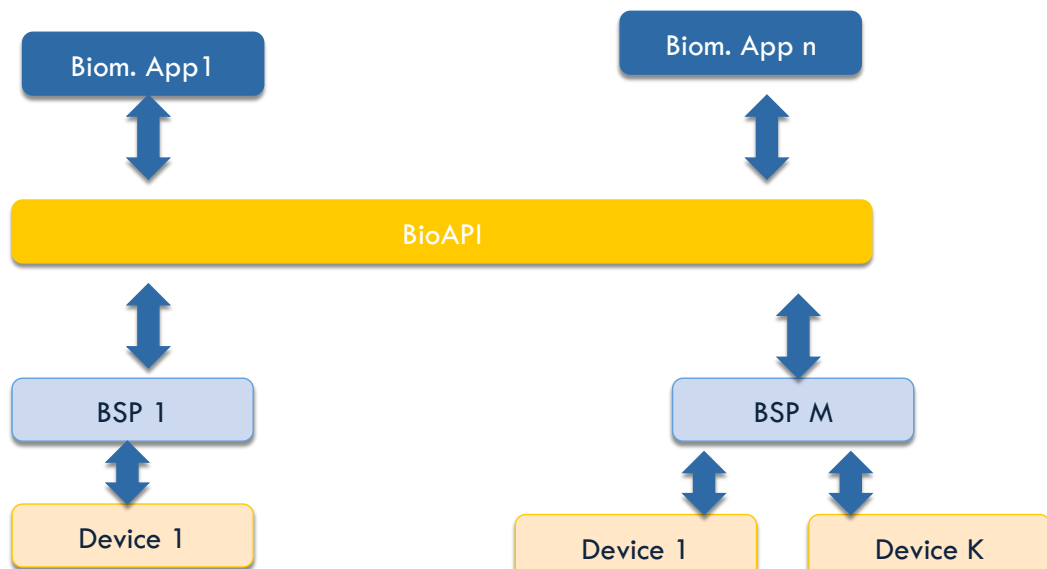 Biom. App1
Biom. App n
BioAPI
BSP 1
BSP M
Device 1
Device 1
Device K